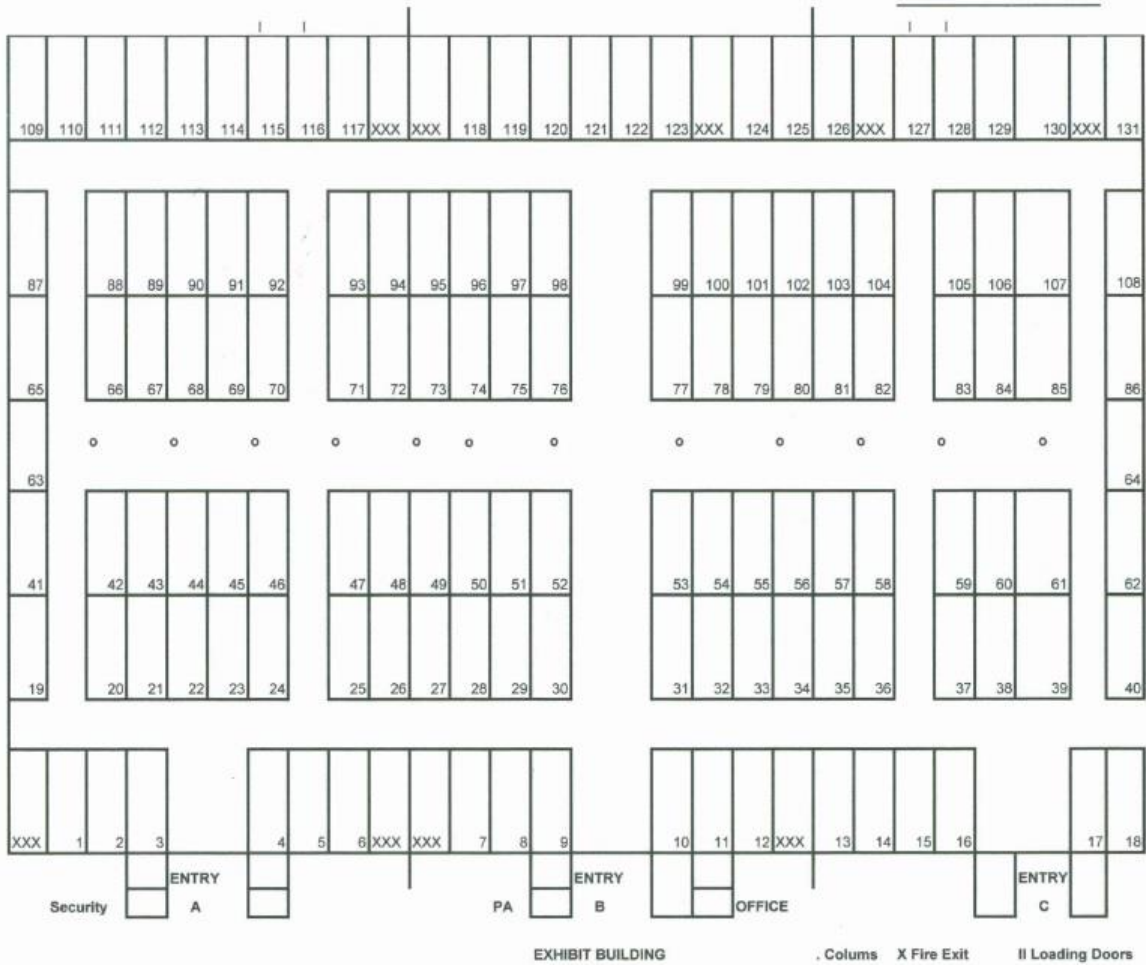 109 110 111 112 113 114 115 116 117 XXX XXX 118 119 120 121 122 123 XXX 124 125 126 XXX 127 128 129 130 XXX 131
87 88 89 90 91 92 93 94 95 96 97 98 99 100 101 102 103 104 105 106 107 108
65 66 67 68 69 70 71 72 73 74 75 76 77 78 79 80 81 82 83 84 85 86
63 64
41 42 43 44 45 46 47 48 49 50 51 52 53 54 55 56 57 58 59 60 61 62
19 20 21 22 23 24 25 26 27 28 29 30 31 32 33 34 35 36 37 38 39 40
XXX 1 2 3 4 5 6 XXX XXX 7 8 9 10 11 12 XXX 13 14 15 16 17 18
ENTRY ENTRY ENTRY
Security A PA B OFFICE C
EXHIBIT BUILDING . Colums X Fire Exit II Loading Doors